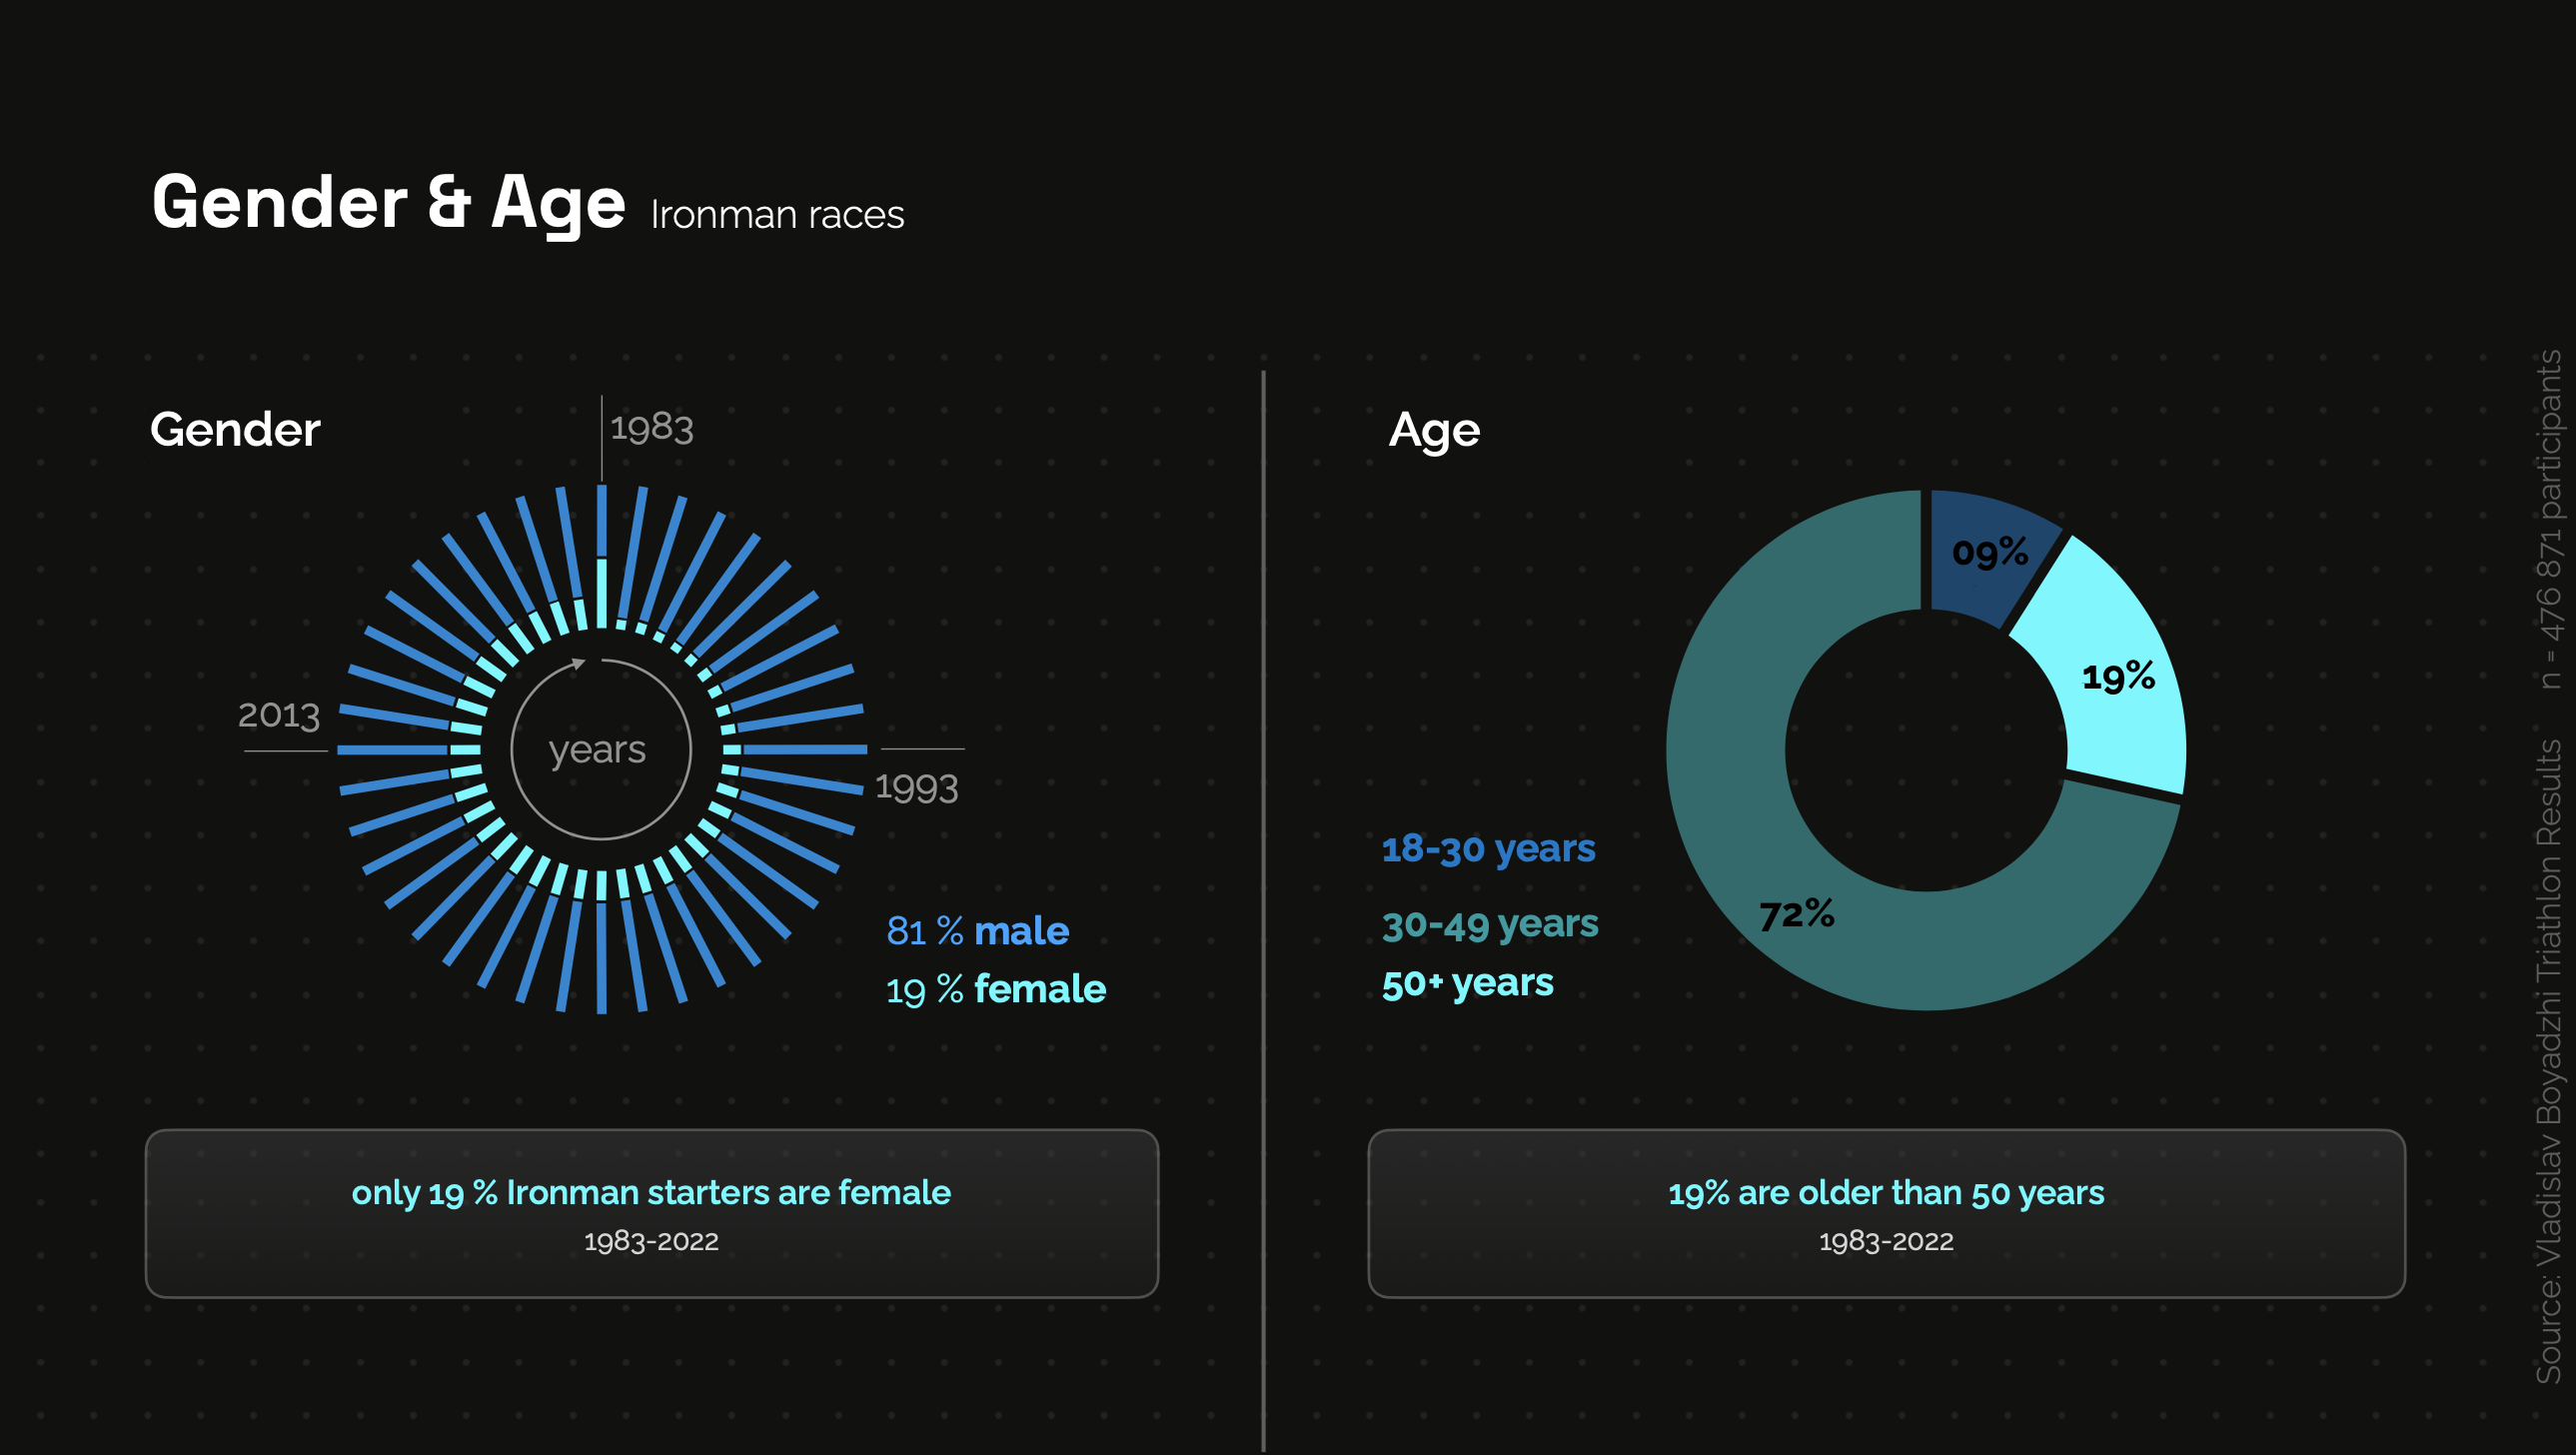 Gender & Age Ironman races
Gender
1983
2013
years
1993
81 % male
19 % female
only 19 % Ironman starters are female
1983-2022
Age
09%
19%
72%
18-30 years
30-49 years
50+ years
19% are older than 50 years
1983-2022
Source: Vladislav Boyadzhi Triathlon Results n = 476 871 participants